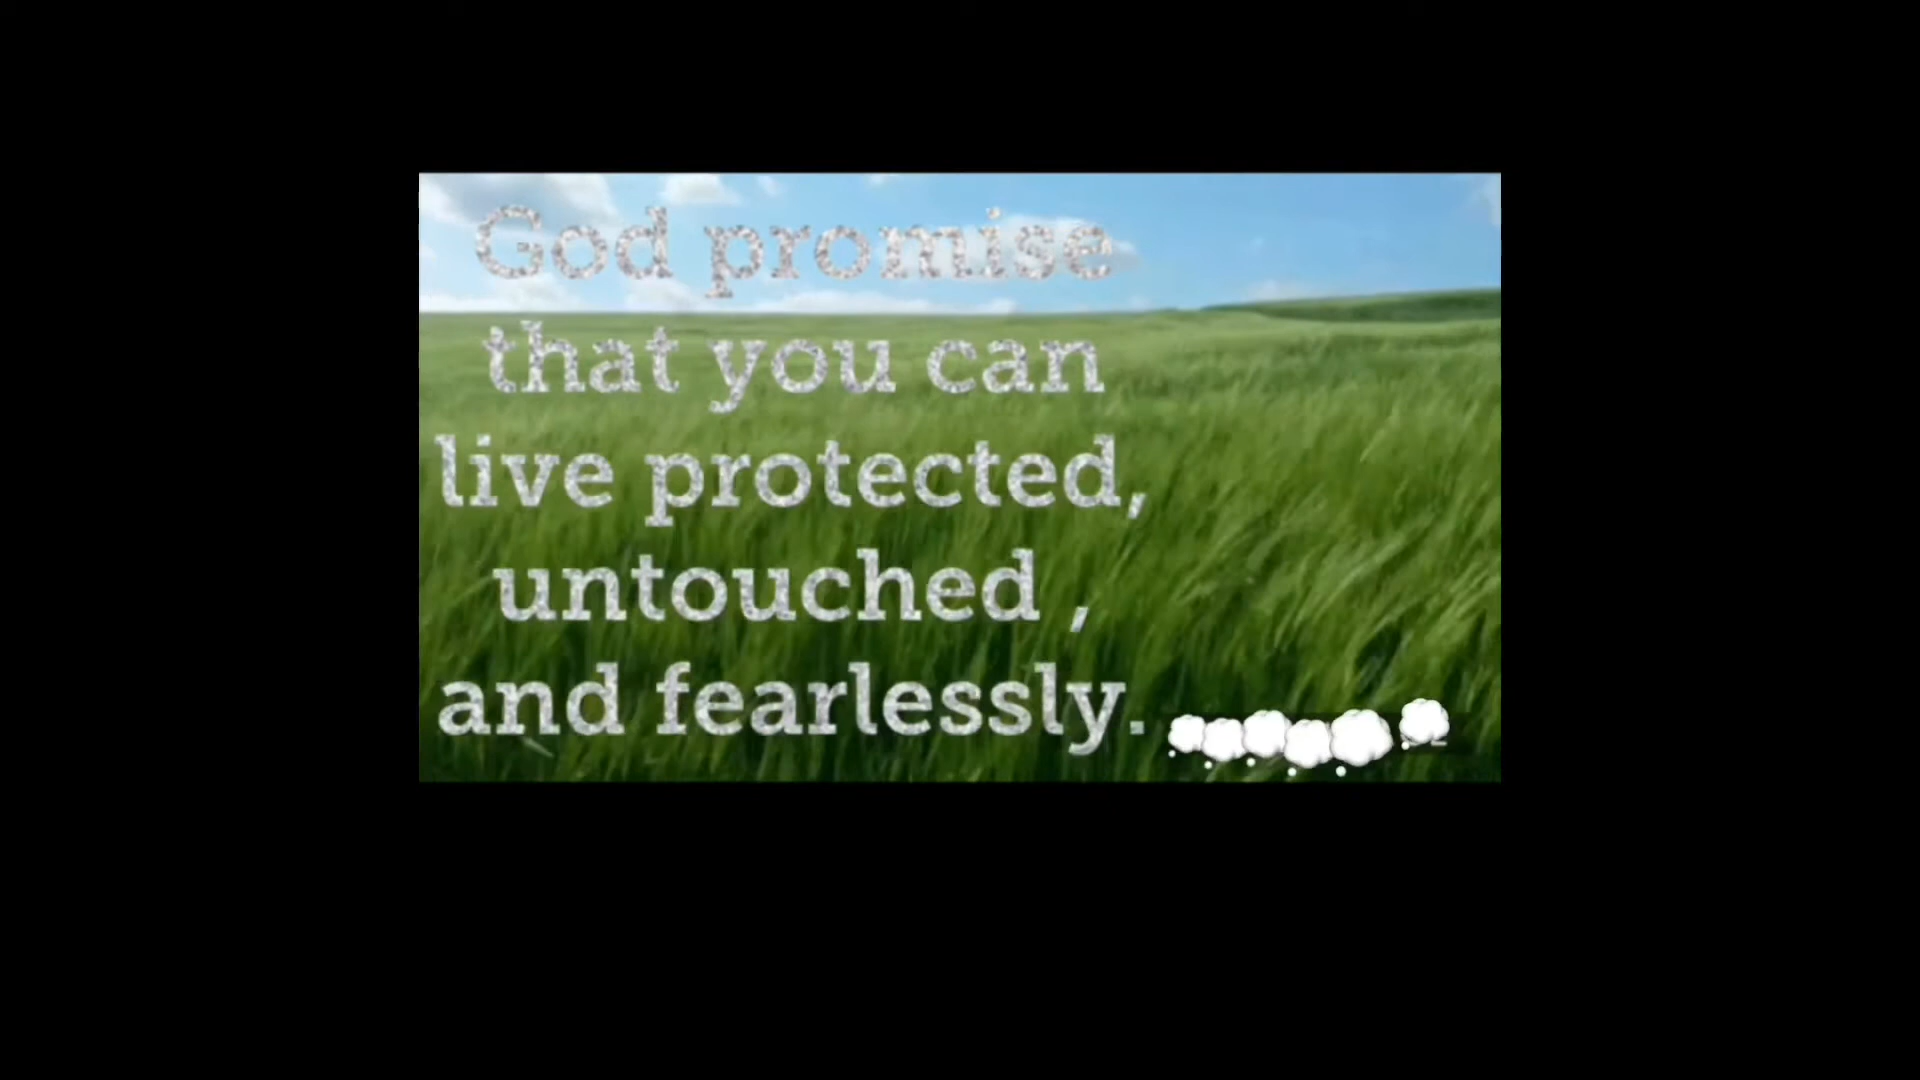 God promise
that you can
live protected,
untouched ,
and fearlessly.